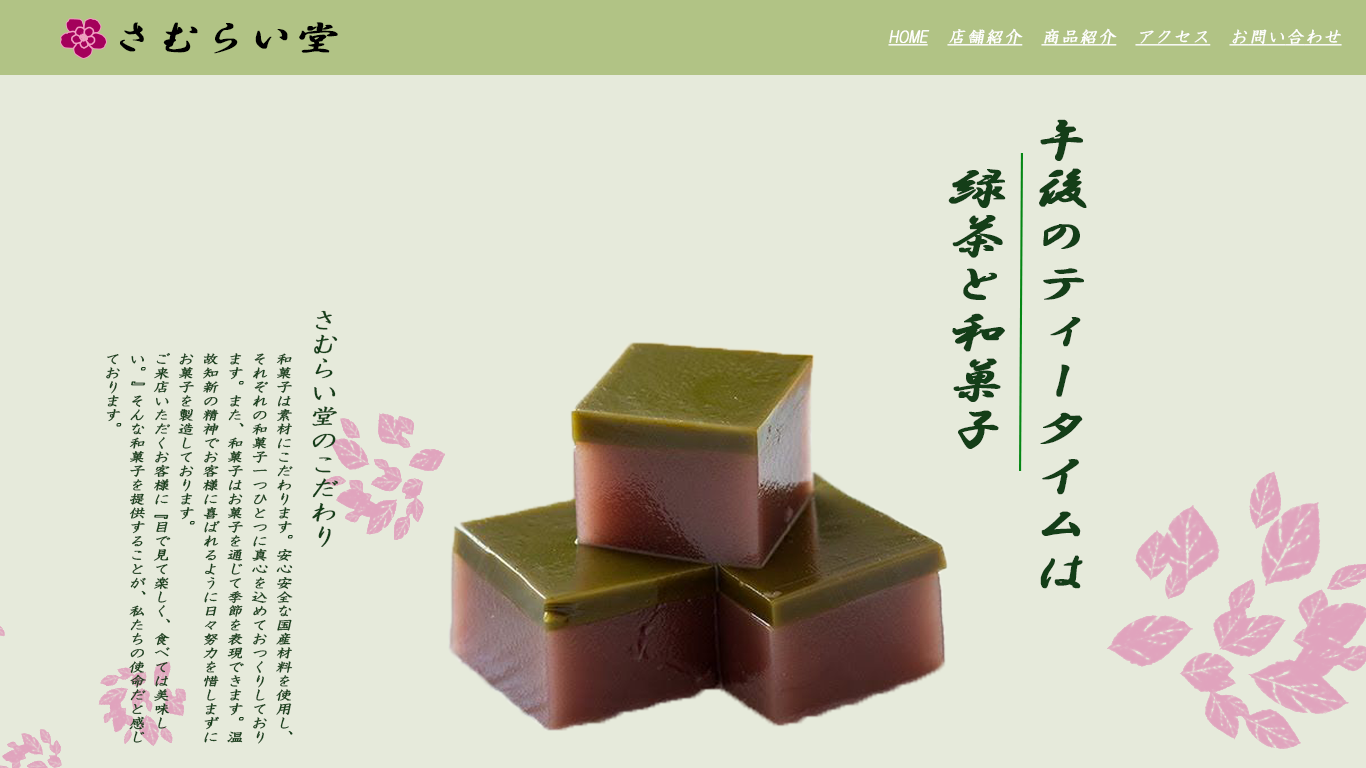 さむらい堂
HOME 店舗紹介 商品紹介 アクセス お問い合わせ
午後のティータイムは
緑茶と和菓子
さむらい堂のこだわり
和菓子は素材にこだわります。安心安全な国産材料を使用し、
それぞれの和菓子一つひとつに真心を込めておつくりしており
ます。また、和菓子はお菓子を通じて季節を表現できます。温
故知新の精神でお客様に喜ばれるように日々努力を惜しまずに
お菓子を製造しております。
ご来店いただくお客様に『目で見て楽しく、食べては美味し
い。』そんな和菓子を提供することが、私たちの使命だと感じ
ております。